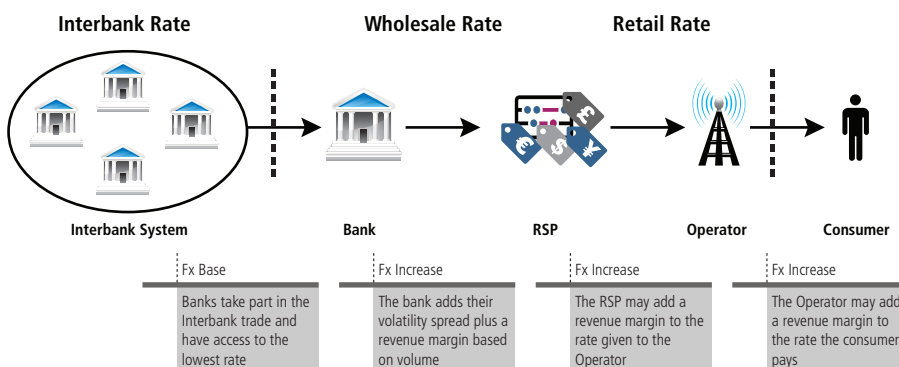 Interbank Rate
Wholesale Rate
Retail Rate
£
€
$
¥
Interbank System
Bank
RSP
Operator
Consumer
Fx Base
Banks take part in the
Interbank trade and
have access to the
lowest rate
Fx Increase
The bank adds their
volatility spread plus a
revenue margin based
on volume
Fx Increase
The RSP may add a
revenue margin to the
rate given to the
Operator
Fx Increase
The Operator may add
a revenue margin to
the rate the consumer
pays